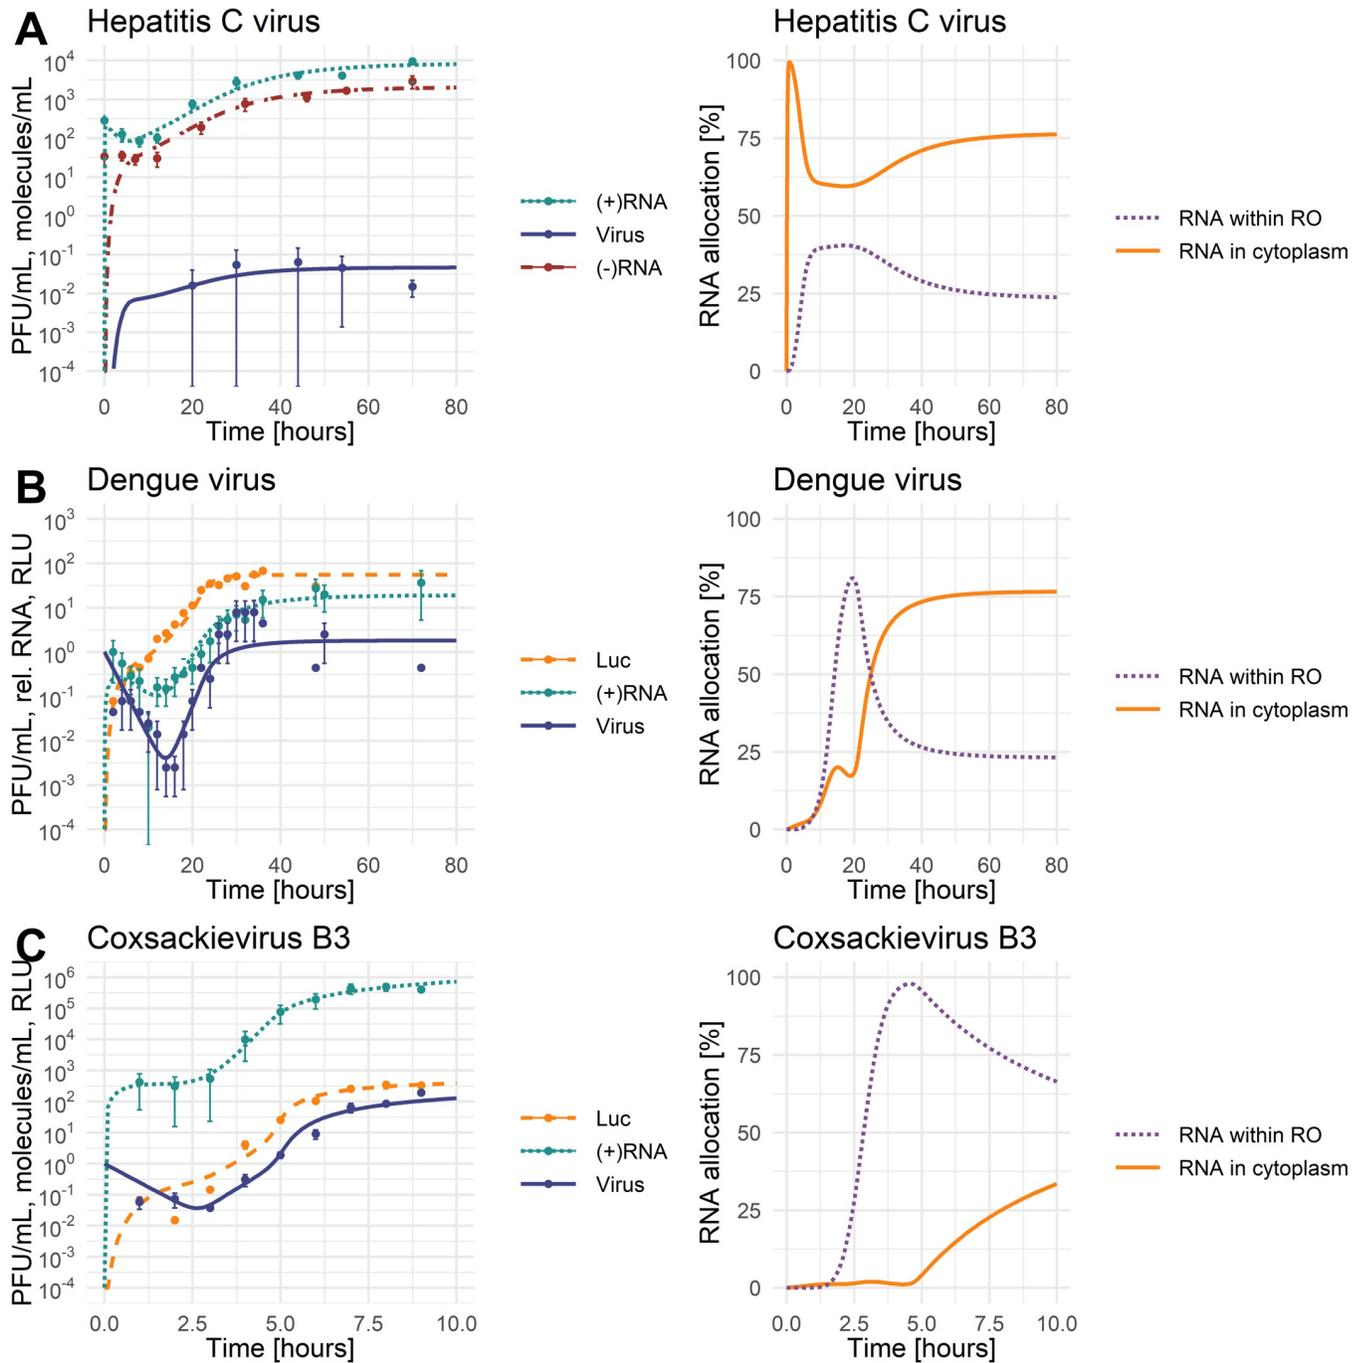 A
Hepatitis C virus
PFU/mL, molecules/mL
10^4
10^3
10^2
10^1
10^0
10^-1
10^-2
10^-3
10^-4
0 20 40 60 80
Time [hours]
(+)RNA
Virus
(-)RNA
Hepatitis C virus
RNA allocation [%]
100
75
50
25
0
0 20 40 60 80
Time [hours]
RNA within RO
RNA in cytoplasm
B
Dengue virus
PFU/mL, rel. RNA, RLU
10^3
10^2
10^1
10^0
10^-1
10^-2
10^-3
10^-4
0 20 40 60 80
Time [hours]
Luc
(+)RNA
Virus
Dengue virus
RNA allocation [%]
100
75
50
25
0
0 20 40 60 80
Time [hours]
RNA within RO
RNA in cytoplasm
C
Coxsackievirus B3
PFU/mL, molecules/mL, RLU
10^6
10^5
10^4
10^3
10^2
10^1
10^0
10^-1
10^-2
10^-3
10^-4
0.0 2.5 5.0 7.5 10.0
Time [hours]
Luc
(+)RNA
Virus
Coxsackievirus B3
RNA allocation [%]
100
75
50
25
0
0.0 2.5 5.0 7.5 10.0
Time [hours]
RNA within RO
RNA in cytoplasm